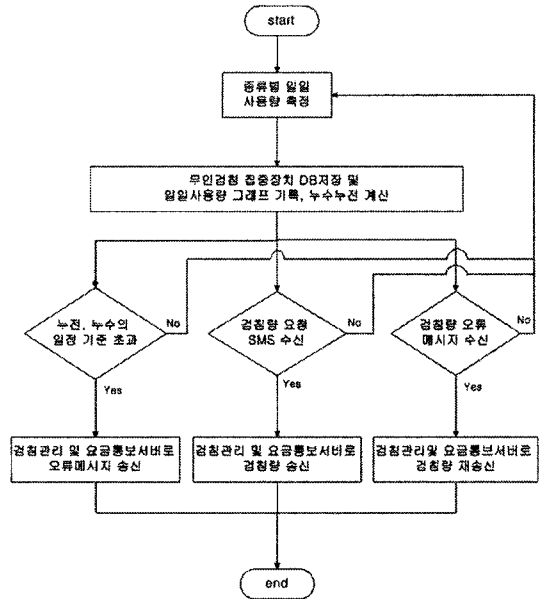 start
종류별 일일
사용량 측정
무인검침 집중장치 DB저장 및
일일사용량 그래프 기록, 누수누전 계산
누전, 누수의
일정 기준 초과
No
검침량 요청
SMS 수신
No
검침량 오류
메시지 수신
No
Yes
Yes
Yes
검침관리 및 요금통보서버로
오류메시지 송신
검침관리 및 요금통보서버로
검침량 송신
검침관리및 요금통보서버로
검침량 재송신
end